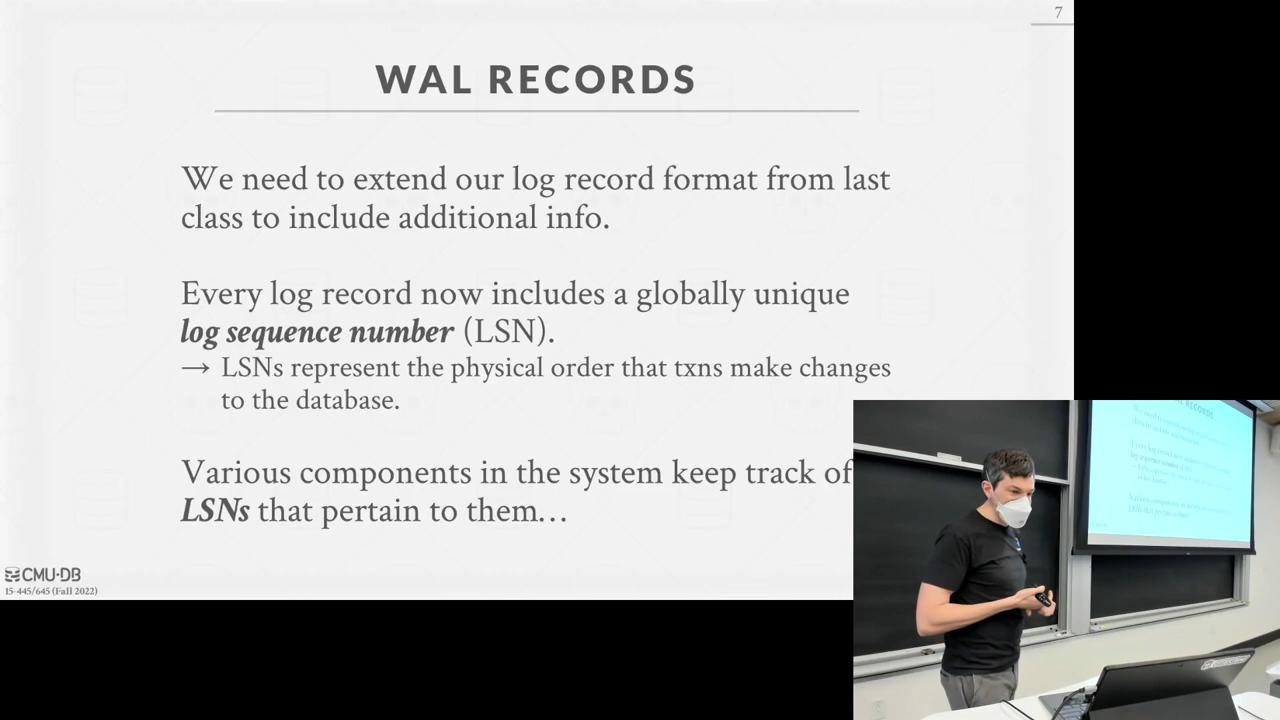 7
WAL RECORDS
We need to extend our log record format from last
class to include additional info.
Every log record now includes a globally unique
log sequence number (LSN).
→ LSNs represent the physical order that txns make changes
to the database.
Various components in the system keep track of
LSNs that pertain to them…
CMU·DB
15-445/645 (Fall 2022)